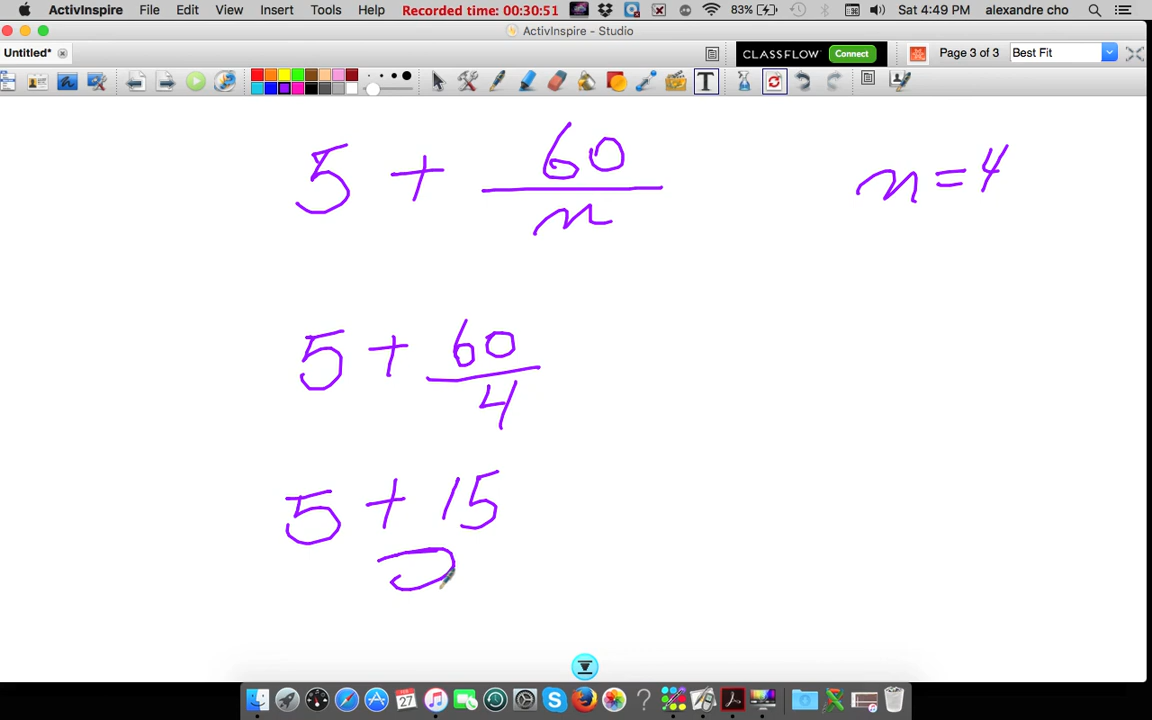 ActivInspire File Edit View Insert Tools Help Recorded time: 00:30:51 83% Sat 4:49 PM alexandre cho
ActivInspire - Studio
Untitled* CLASSFLOW Connect Page 3 of 3 Best Fit
T
5 + 60/n n = 4
5 + 60/4
5 + 15
27